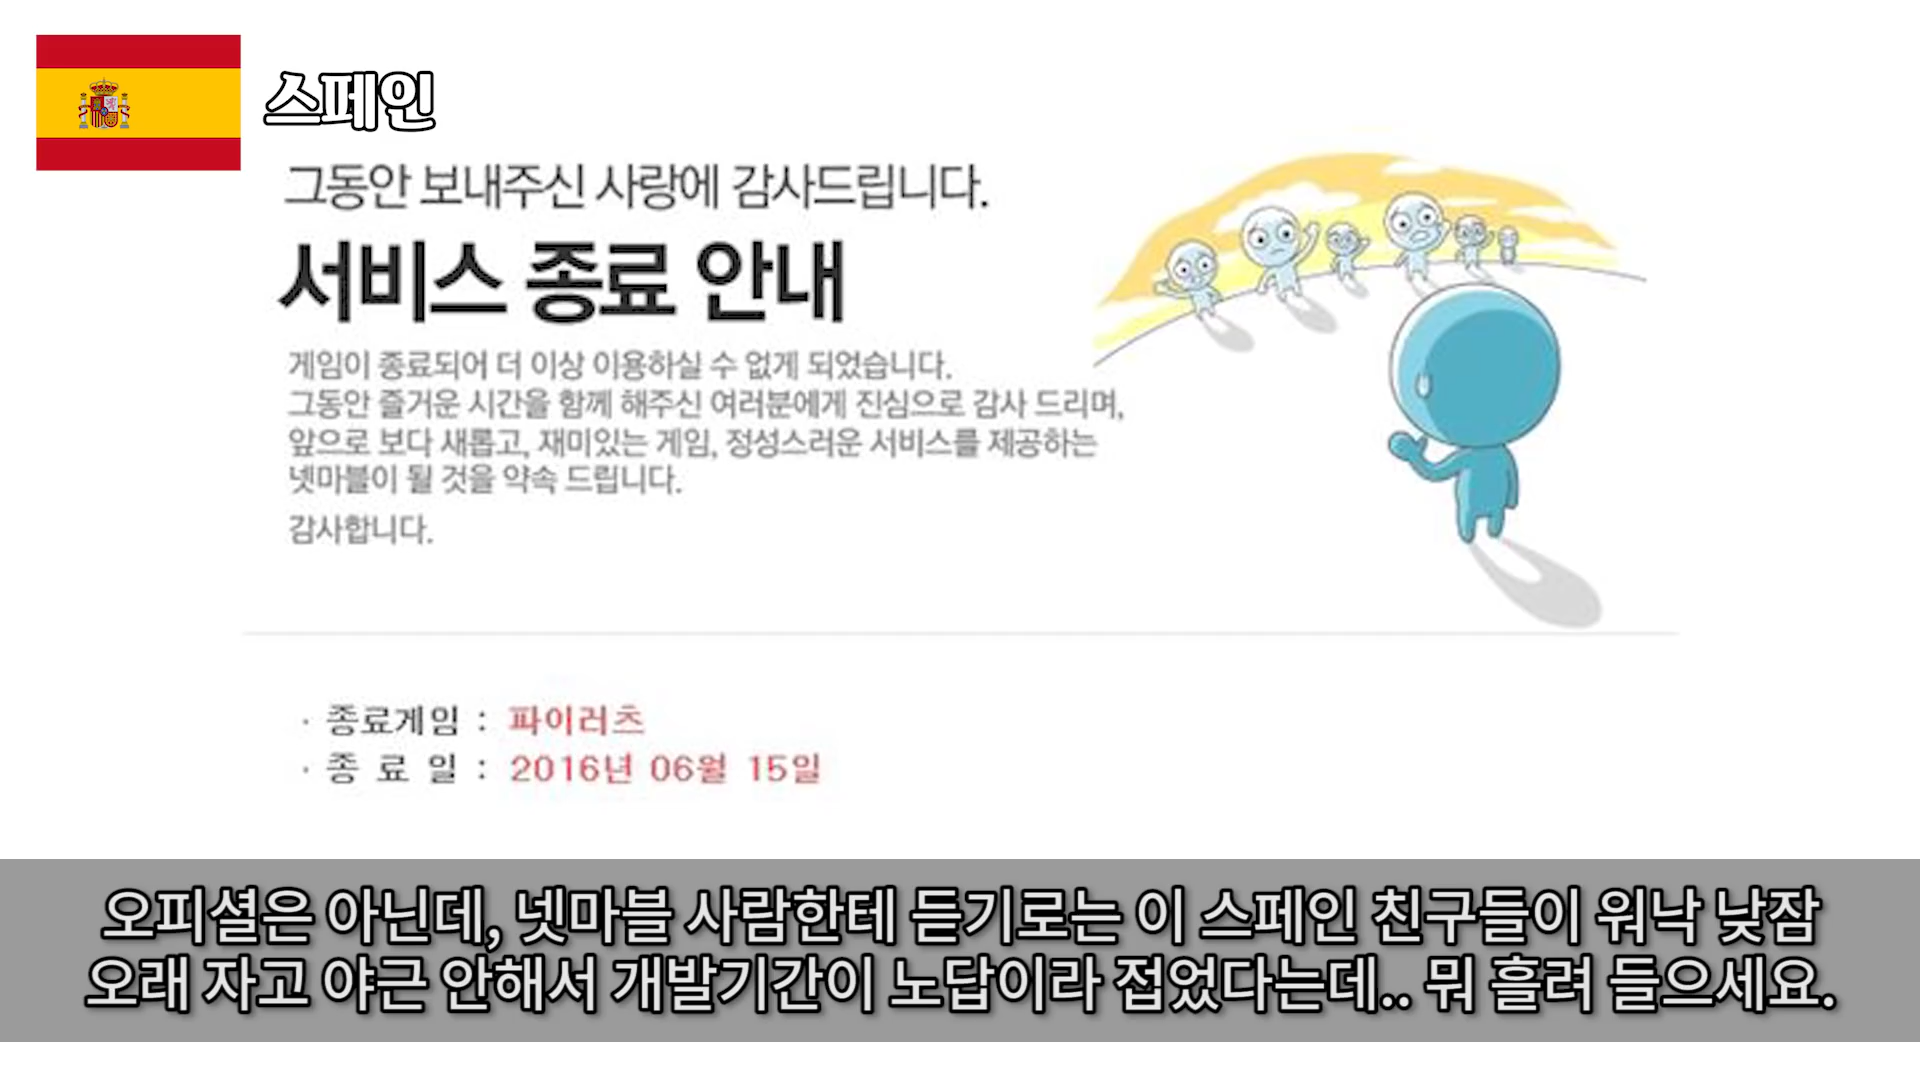 스페인
그동안 보내주신 사랑에 감사드립니다.
서비스 종료 안내
게임이 종료되어 더 이상 이용하실 수 없게 되었습니다.
그동안 즐거운 시간을 함께 해주신 여러분에게 진심으로 감사 드리며,
앞으로 보다 새롭고, 재미있는 게임, 정성스러운 서비스를 제공하는
넷마블이 될 것을 약속 드립니다.
감사합니다.
· 종료게임 : 파이러츠
· 종 료 일 : 2016년 06월 15일
오피셜은 아닌데, 넷마블 사람한테 듣기로는 이 스페인 친구들이 워낙 낮잠
오래 자고 야근 안해서 개발기간이 노답이라 접었다는데.. 뭐 흘려 들으세요.